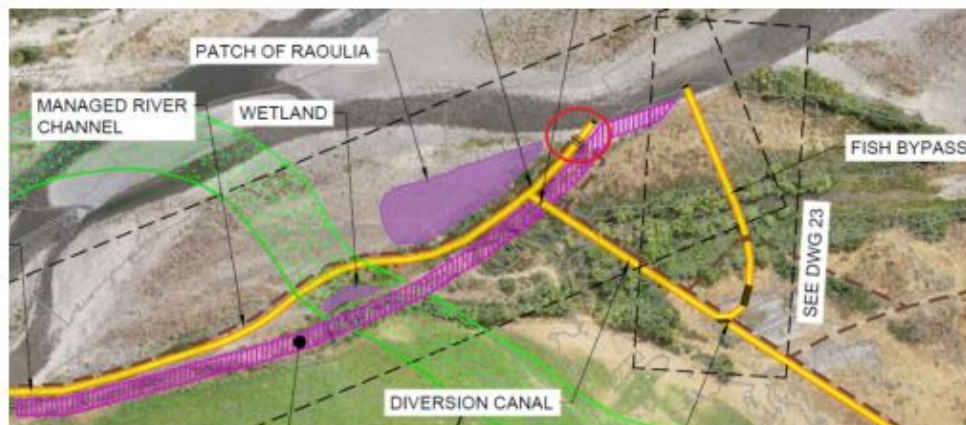 PATCH OF RAOULIA
MANAGED RIVER
CHANNEL
WETLAND
FISH BYPASS
SEE DWG 23
DIVERSION CANAL